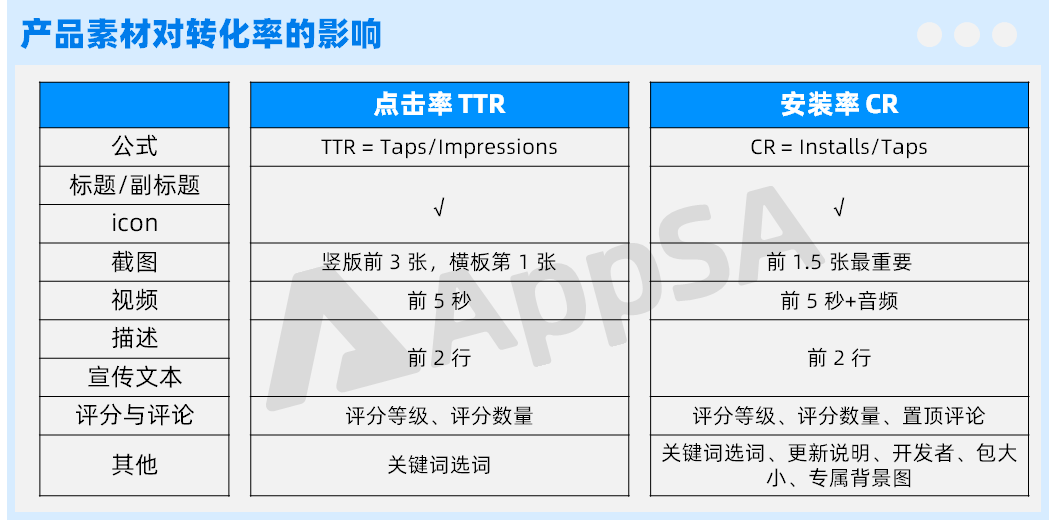 产品素材对转化率的影响
点击率 TTR
安装率 CR
公式
TTR = Taps/Impressions
CR = Installs/Taps
标题/副标题
√
√
icon
截图
竖版前 3 张，横板第 1 张
前 1.5 张最重要
视频
前 5 秒
前 5 秒+音频
描述
前 2 行
前 2 行
宣传文本
评分与评论
评分等级、评分数量
评分等级、评分数量、置顶评论
其他
关键词选词
关键词选词、更新说明、开发者、包大
小、专属背景图
AppSA